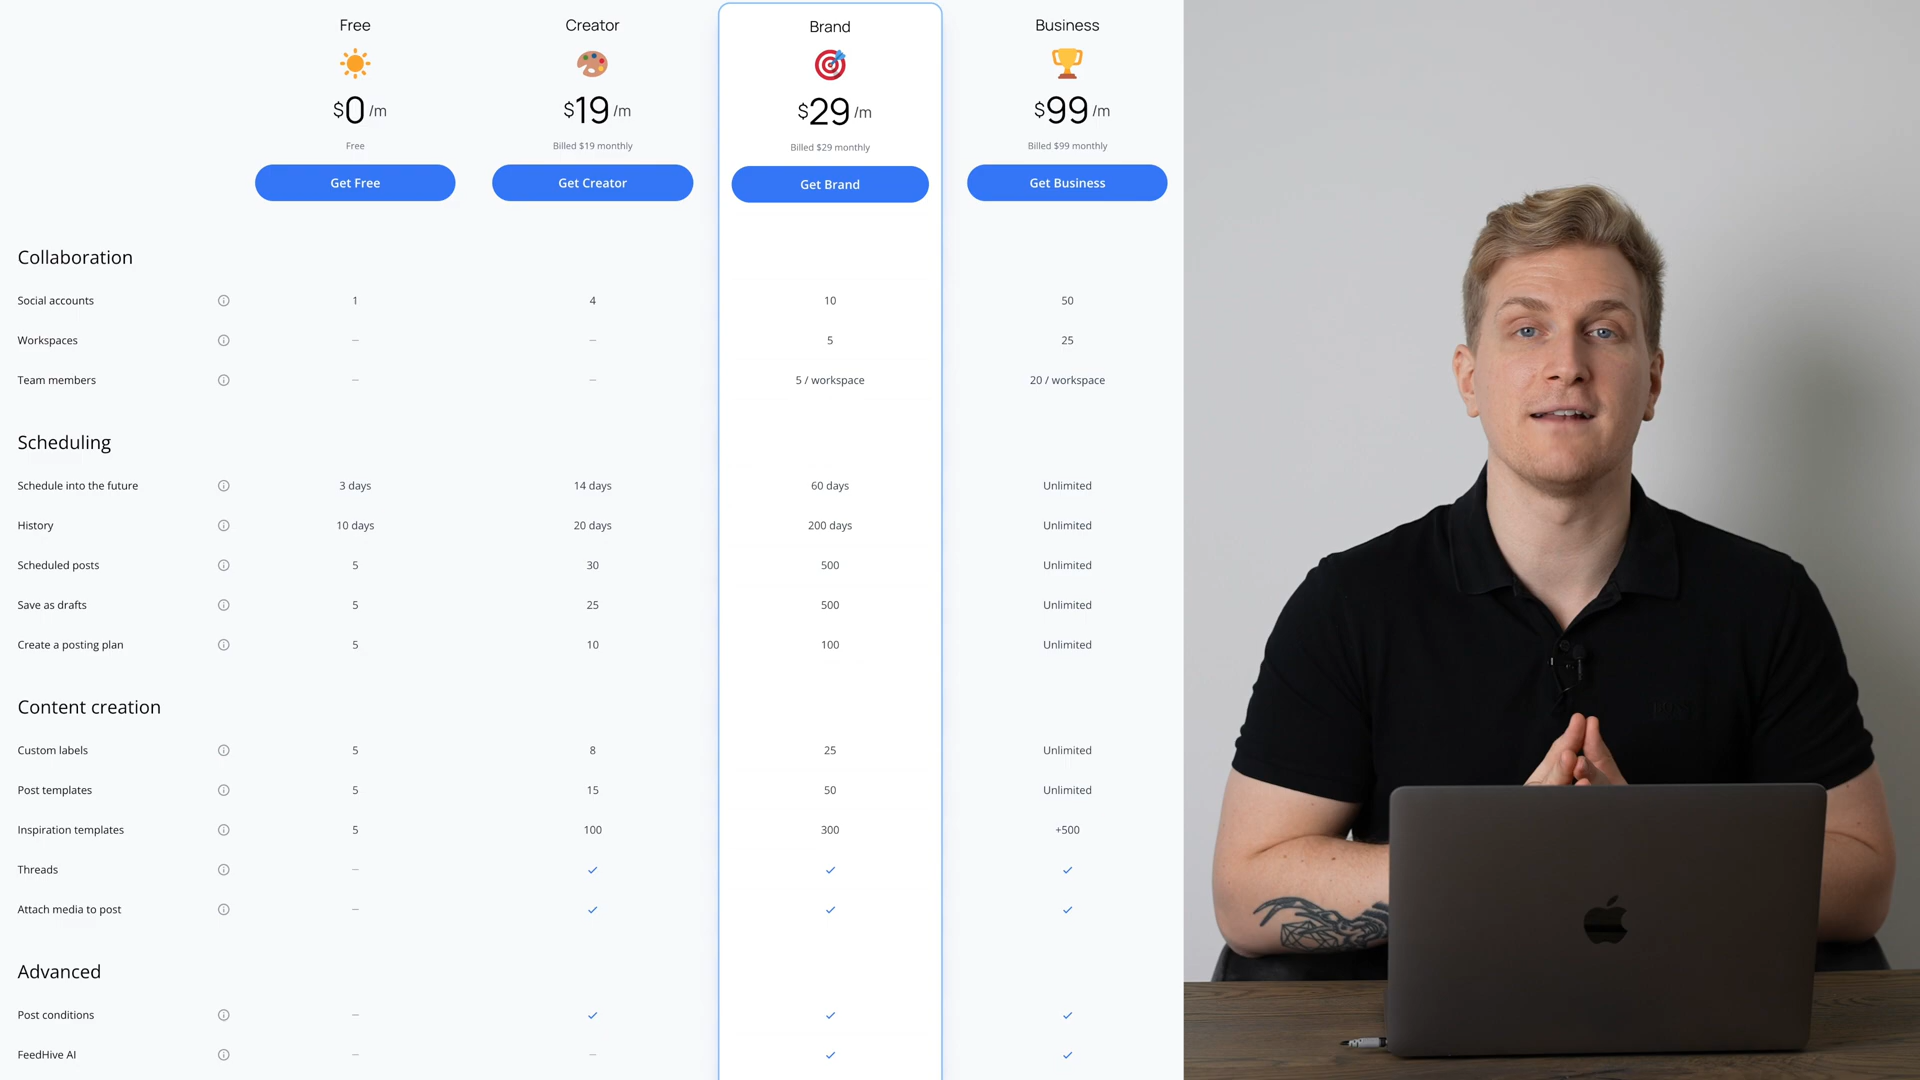 Free Creator Brand Business
$0 /m $19 /m $29 /m $99 /m
Free Billed $19 monthly Billed $29 monthly Billed $99 monthly
Get Free Get Creator Get Brand Get Business
Collaboration
Social accounts 1 4 10 50
Workspaces – – 5 25
Team members – – 5 / workspace 20 / workspace
Scheduling
Schedule into the future 3 days 14 days 60 days Unlimited
History 10 days 20 days 200 days Unlimited
Scheduled posts 5 30 500 Unlimited
Save as drafts 5 25 500 Unlimited
Create a posting plan 5 10 100 Unlimited
Content creation
Custom labels 5 8 25 Unlimited
Post templates 5 15 50 Unlimited
Inspiration templates 5 100 300 +500
Threads – ✓ ✓ ✓
Attach media to post – ✓ ✓ ✓
Advanced
Post conditions – ✓ ✓ ✓
FeedHive AI – – ✓ ✓